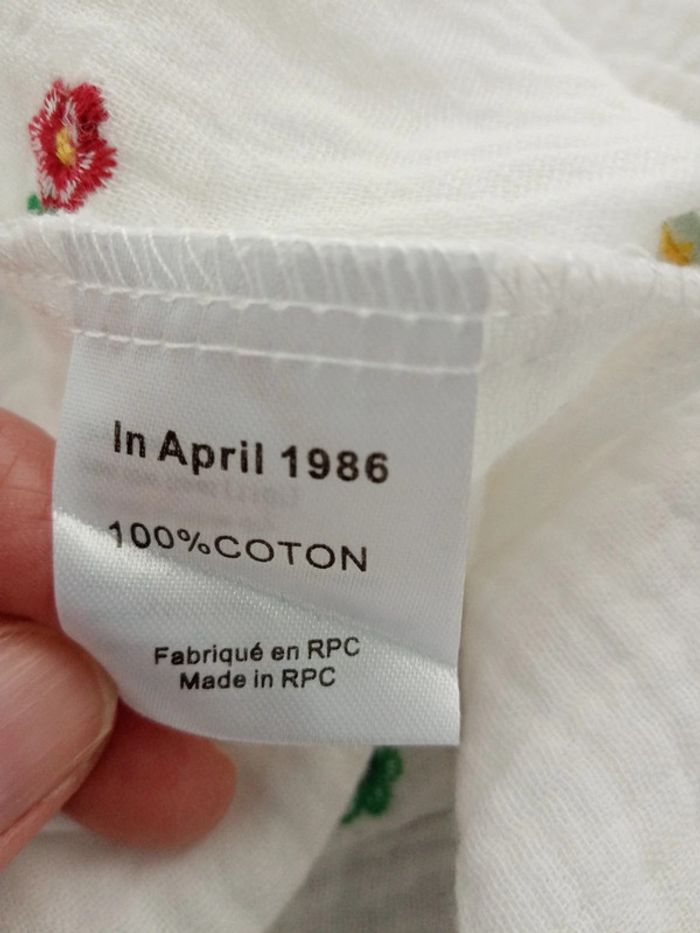 In April 1986
100%COTON
Fabriqué en RPC
Made in RPC